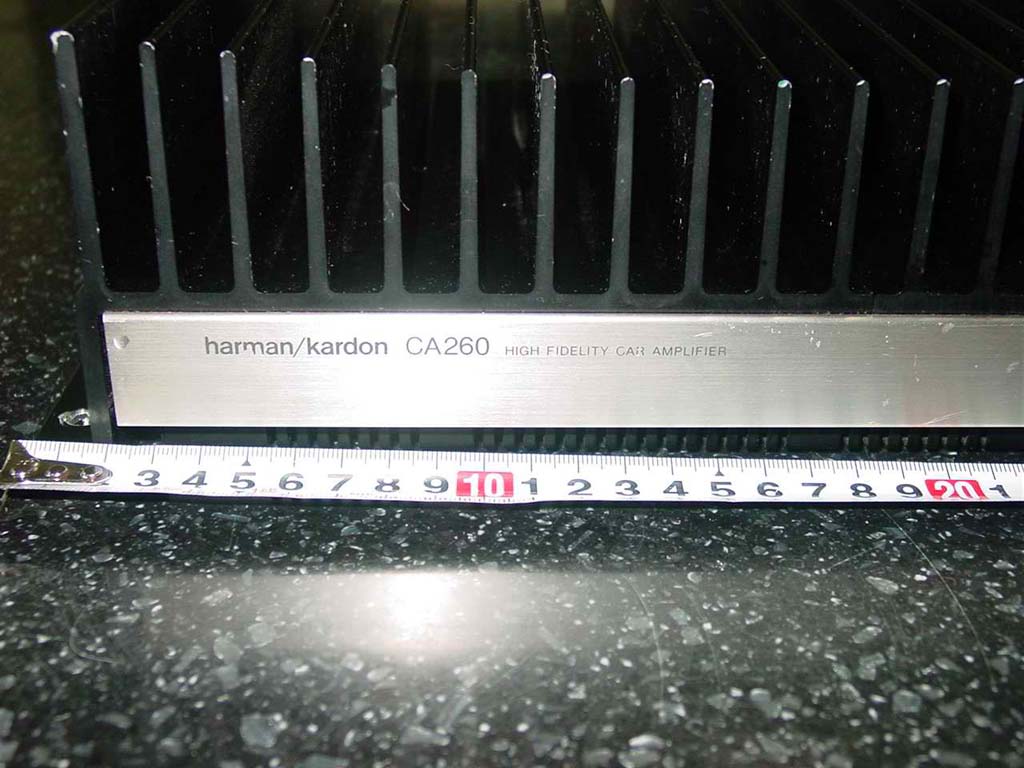 harman/kardon CA260 HIGH FIDELITY CAR AMPLIFIER
3 4 5 6 7 8 9 10 1 2 3 4 5 6 7 8 9 20 1